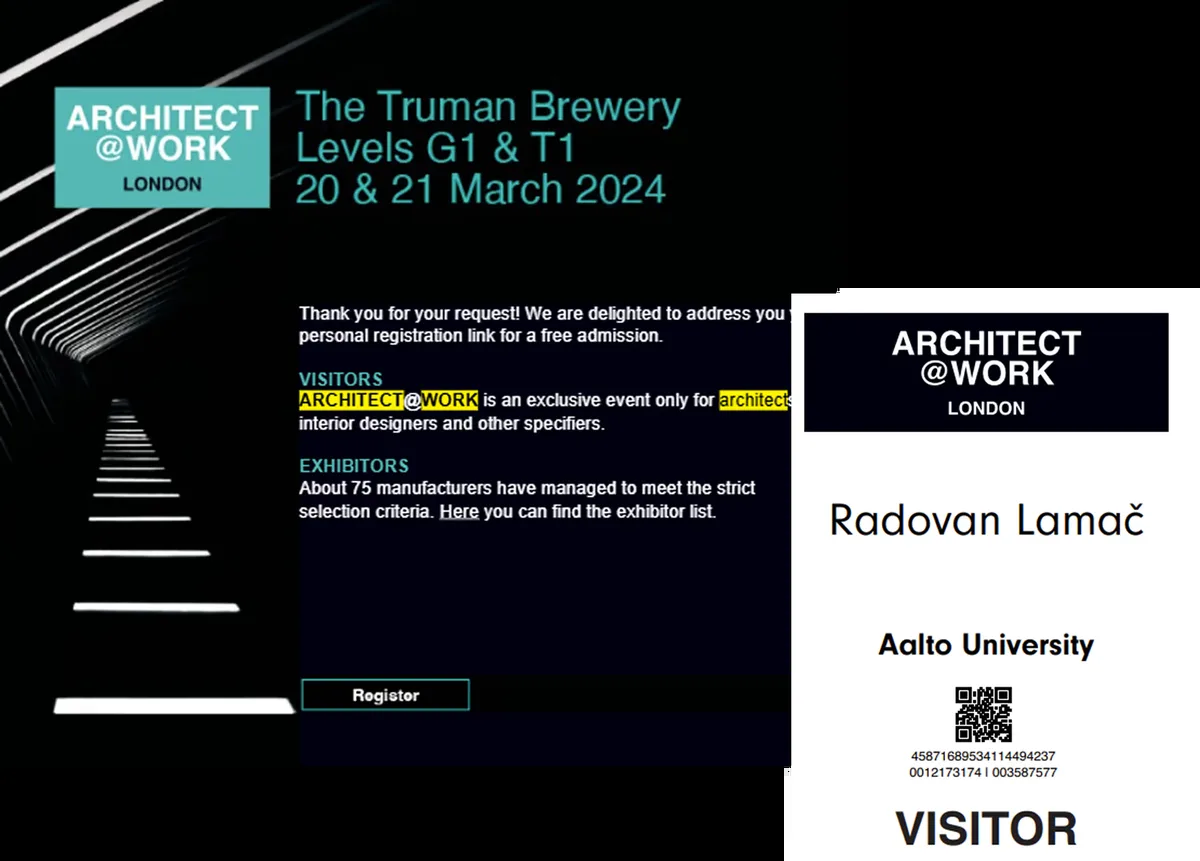 ARCHITECT
@WORK
LONDON
The Truman Brewery
Levels G1 & T1
20 & 21 March 2024
Thank you for your request! We are delighted to address you
personal registration link for a free admission.
VISITORS
ARCHITECT@WORK is an exclusive event only for architects
interior designers and other specifiers.
EXHIBITORS
About 75 manufacturers have managed to meet the strict
selection criteria. Here you can find the exhibitor list.
Register
ARCHITECT
@WORK
LONDON
Radovan Lamač
Aalto University
45871689534114494237
0012173174 | 003587577
VISITOR